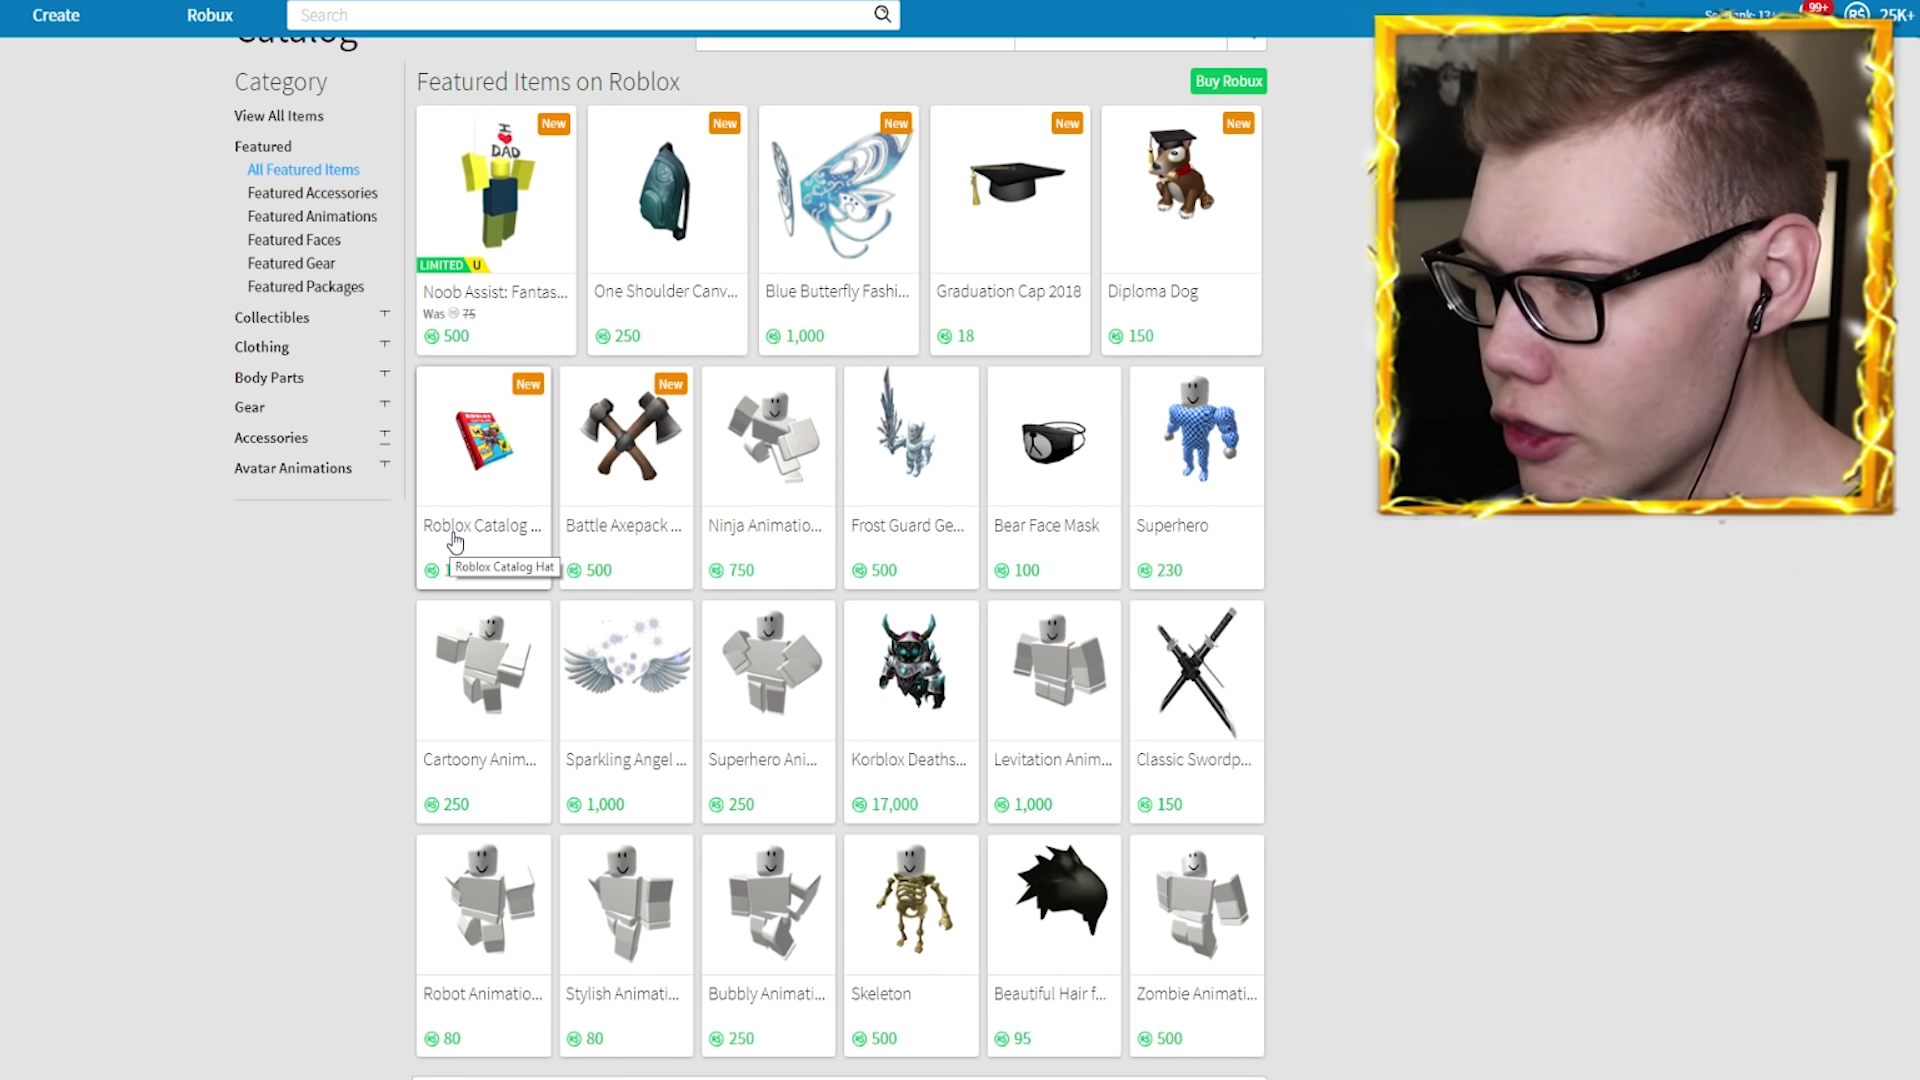 Create
Robux
Search
99+
25K+
Catalog
Category
Featured Items on Roblox
Buy Robux
View All Items
Featured
All Featured Items
Featured Accessories
Featured Animations
Featured Faces
Featured Gear
Featured Packages
Collectibles
Clothing
Body Parts
Gear
Accessories
Avatar Animations
New
New
New
New
New
I
DAD
LIMITED U
Noob Assist: Fantas...
Was 75
500
One Shoulder Canv...
250
Blue Butterfly Fashi...
1,000
Graduation Cap 2018
18
Diploma Dog
150
New
New
Roblox Catalog ...
Roblox Catalog Hat
Battle Axepack ...
500
Ninja Animatio...
750
Frost Guard Ge...
500
Bear Face Mask
100
Superhero
230
Cartoony Anim...
250
Sparkling Angel ...
1,000
Superhero Ani...
250
Korblox Deaths...
17,000
Levitation Anim...
1,000
Classic Swordp...
150
Robot Animatio...
80
Stylish Animati...
80
Bubbly Animati...
250
Skeleton
500
Beautiful Hair f...
95
Zombie Animati...
500